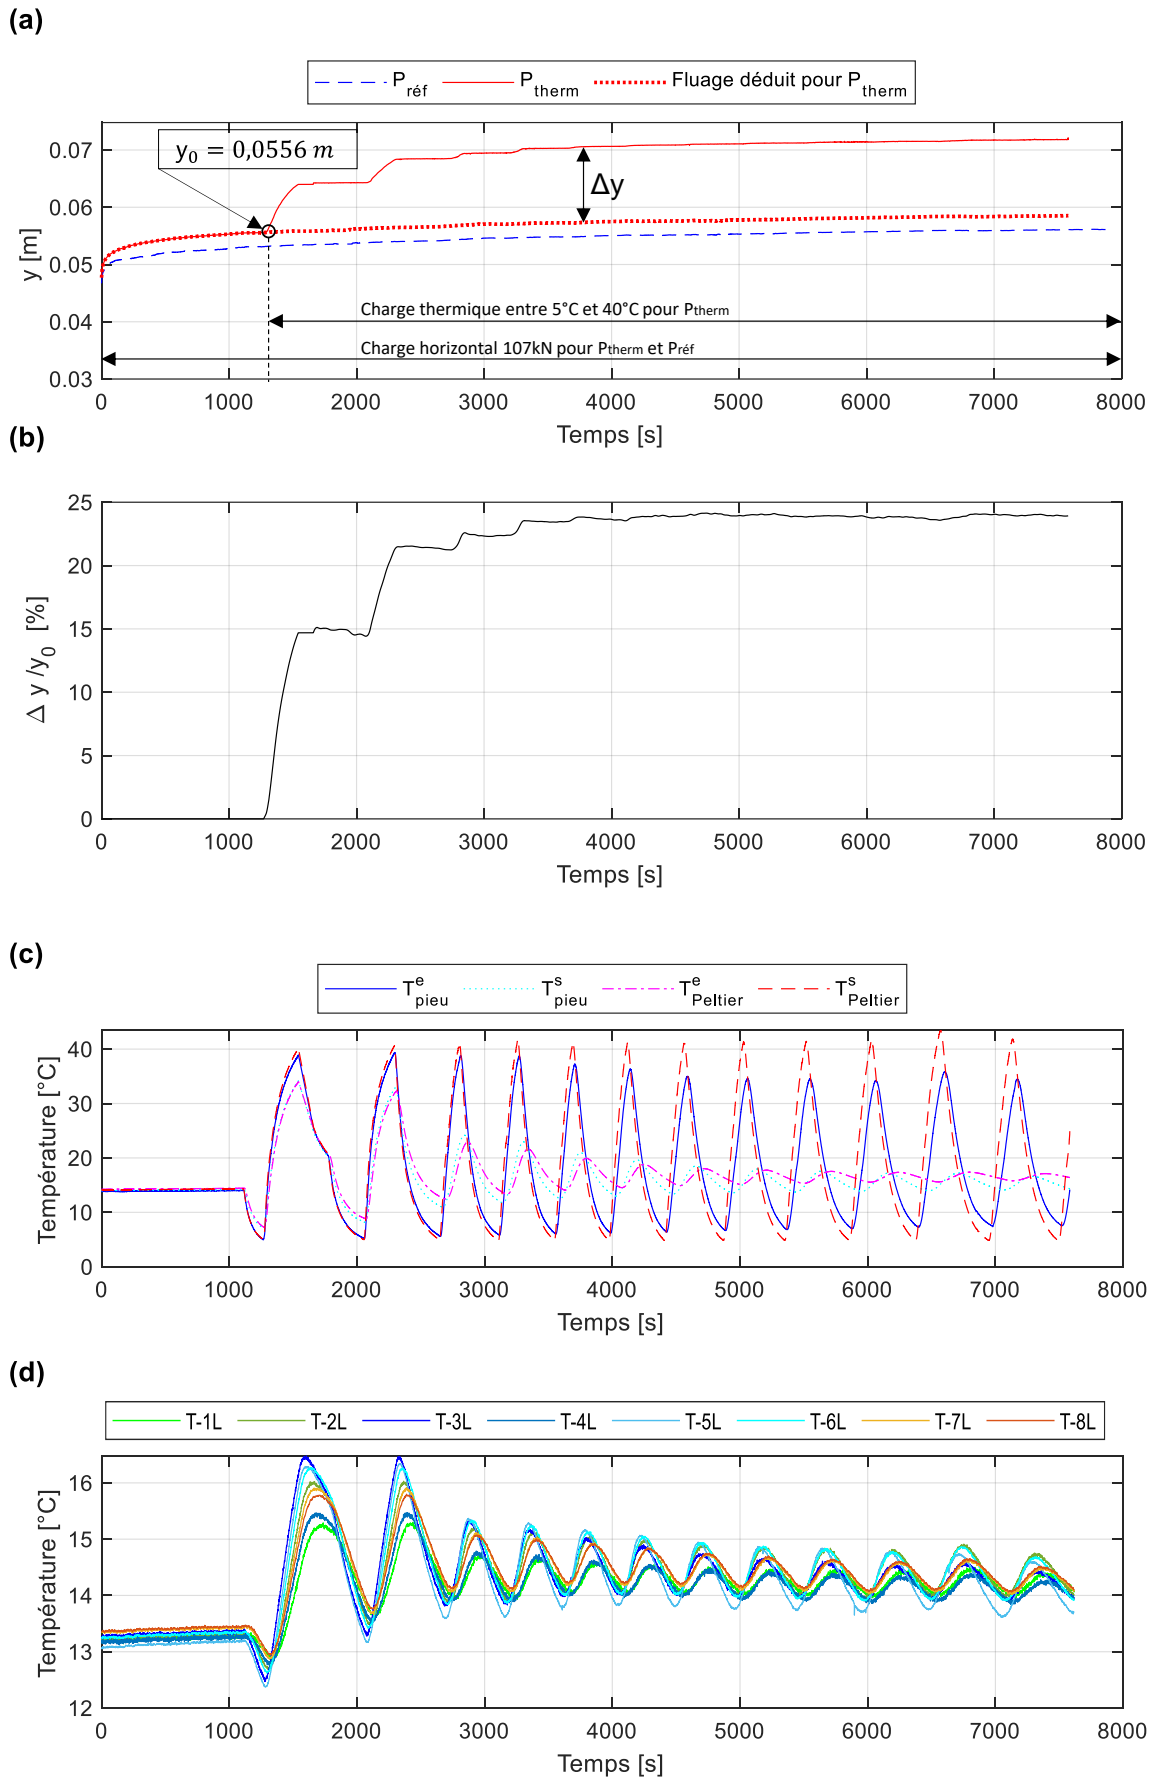 (a)
P réf P therm Fluage déduit pour P therm
y0 = 0,0556 m
Δy
Charge thermique entre 5°C et 40°C pour Ptherm
Charge horizontal 107kN pour Ptherm et Préf
y [m]
0.07
0.06
0.05
0.04
0.03
0 1000 2000 3000 4000 5000 6000 7000 8000
Temps [s]
(b)
Δ y /y0 [%]
25
20
15
10
5
0
0 1000 2000 3000 4000 5000 6000 7000 8000
Temps [s]
(c)
T e pieu T s pieu T e Peltier T s Peltier
Température [°C]
40
30
20
10
0
0 1000 2000 3000 4000 5000 6000 7000 8000
Temps [s]
(d)
T-1L T-2L T-3L T-4L T-5L T-6L T-7L T-8L
Température [°C]
16
15
14
13
12
0 1000 2000 3000 4000 5000 6000 7000 8000
Temps [s]